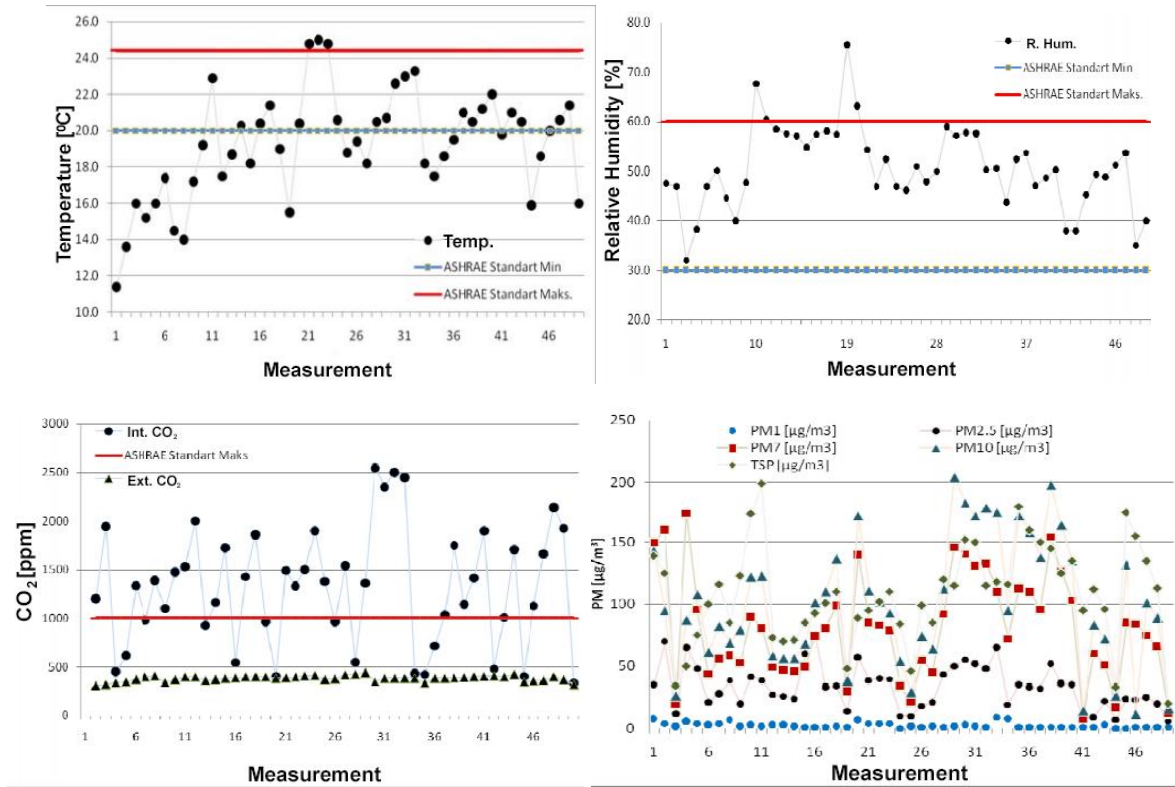 26.0
24.0
22.0
20.0
18.0
16.0
14.0
12.0
10.0
Temperature [ºC]
Temp.
ASHRAE Standart Min
ASHRAE Standart Maks.
1 6 11 16 21 26 31 36 41 46
Measurement
80.0
70.0
60.0
50.0
40.0
30.0
20.0
Relative Humidity [%]
R. Hum.
ASHRAE Standart Min
ASHRAE Standart Maks.
1 10 19 28 37 46
Measurement
3000
2500
2000
1500
1000
500
0
CO₂ [ppm]
Int. CO₂
ASHRAE Standart Maks
Ext. CO₂
1 6 11 16 21 26 31 36 41 46
Measurement
250
200
150
100
50
0
PM [µg/m³]
PM1 [µg/m3] PM2.5 [µg/m3]
PM7 [µg/m3] PM10 [µg/m3]
TSP [µg/m3]
1 6 11 16 21 26 31 36 41 46
Measurement